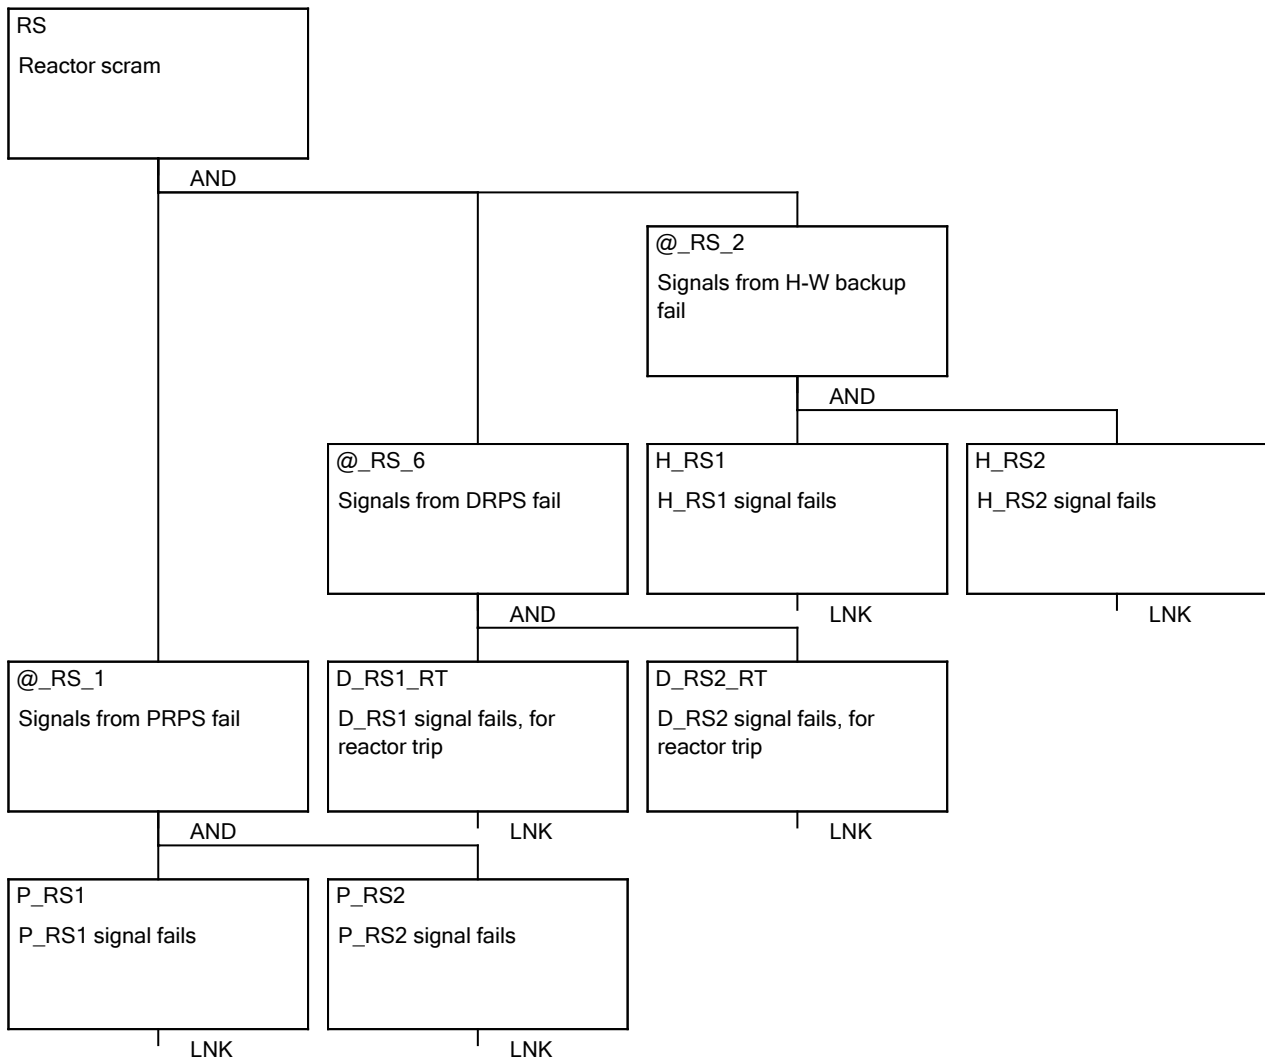 RS
Reactor scram
AND
@_RS_2
Signals from H-W backup
fail
AND
@_RS_6
Signals from DRPS fail
H_RS1
H_RS1 signal fails
H_RS2
H_RS2 signal fails
AND
LNK
LNK
@_RS_1
Signals from PRPS fail
D_RS1_RT
D_RS1 signal fails, for
reactor trip
D_RS2_RT
D_RS2 signal fails, for
reactor trip
AND
LNK
LNK
P_RS1
P_RS1 signal fails
P_RS2
P_RS2 signal fails
LNK
LNK